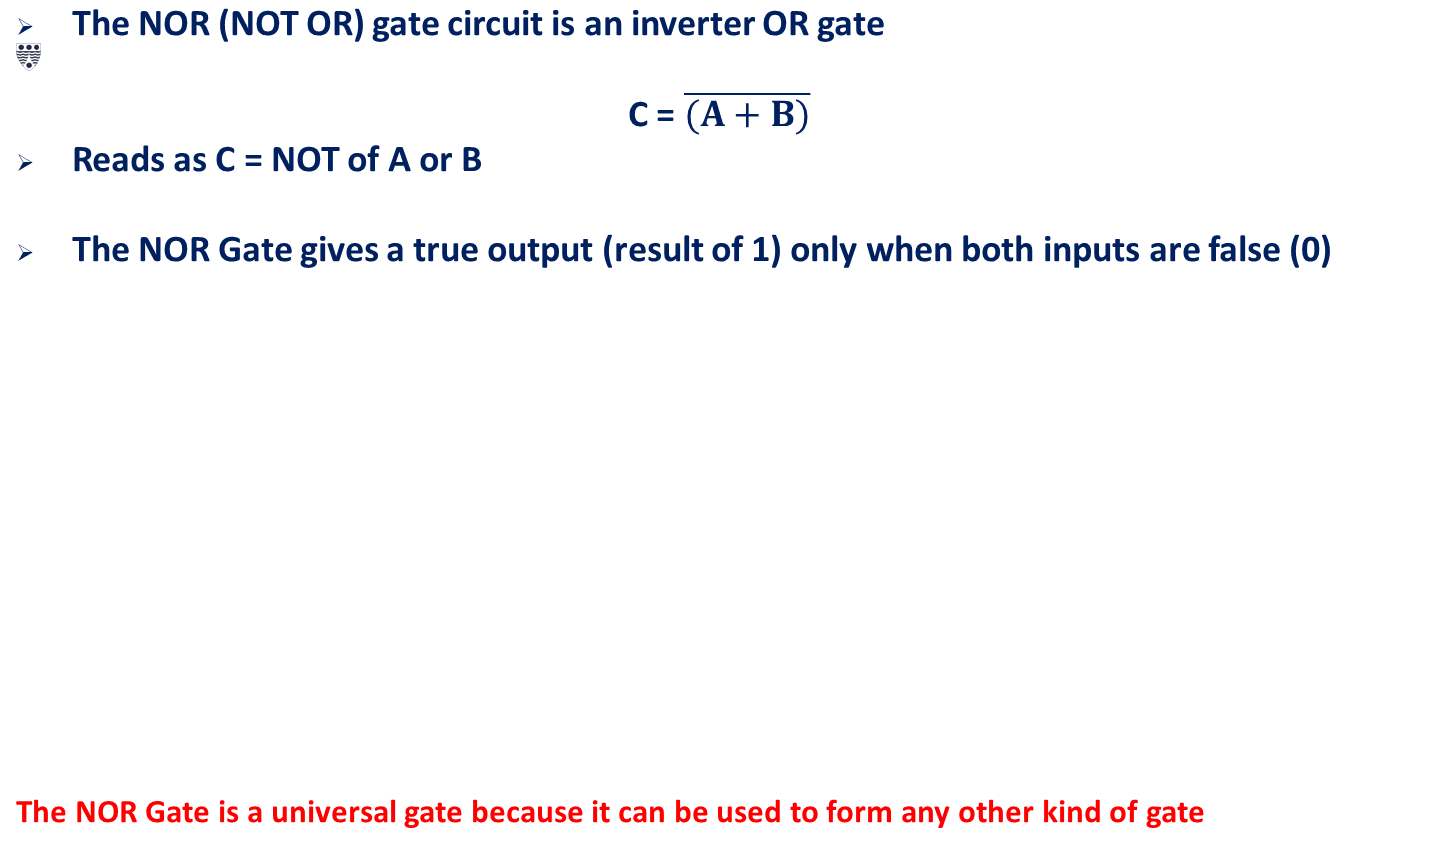 ➢ The NOR (NOT OR) gate circuit is an inverter OR gate
C = \overline{(A + B)}
➢ Reads as C = NOT of A or B
➢ The NOR Gate gives a true output (result of 1) only when both inputs are false (0)
The NOR Gate is a universal gate because it can be used to form any other kind of gate